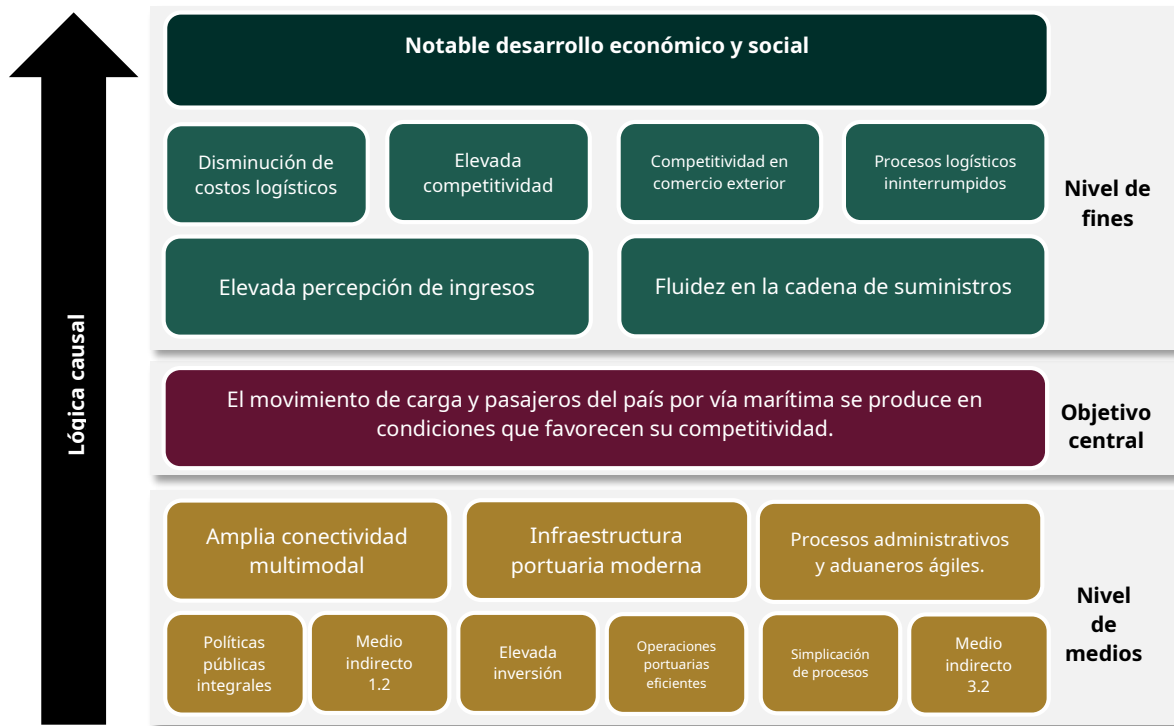 Notable desarrollo económico y social
Disminución de
costos logísticos
Elevada
competitividad
Competitividad en
comercio exterior
Procesos logísticos
ininterrumpidos
Nivel de
fines
Elevada percepción de ingresos
Fluidez en la cadena de suministros
Lógica causal
El movimiento de carga y pasajeros del país por vía marítima se produce en
condiciones que favorecen su competitividad.
Objetivo
central
Amplia conectividad
multimodal
Infraestructura
portuaria moderna
Procesos administrativos
y aduaneros ágiles.
Nivel
de
medios
Políticas
públicas
integrales
Medio
indirecto
1.2
Elevada
inversión
Operaciones
portuarias
eficientes
Simplicación
de procesos
Medio
indirecto
3.2